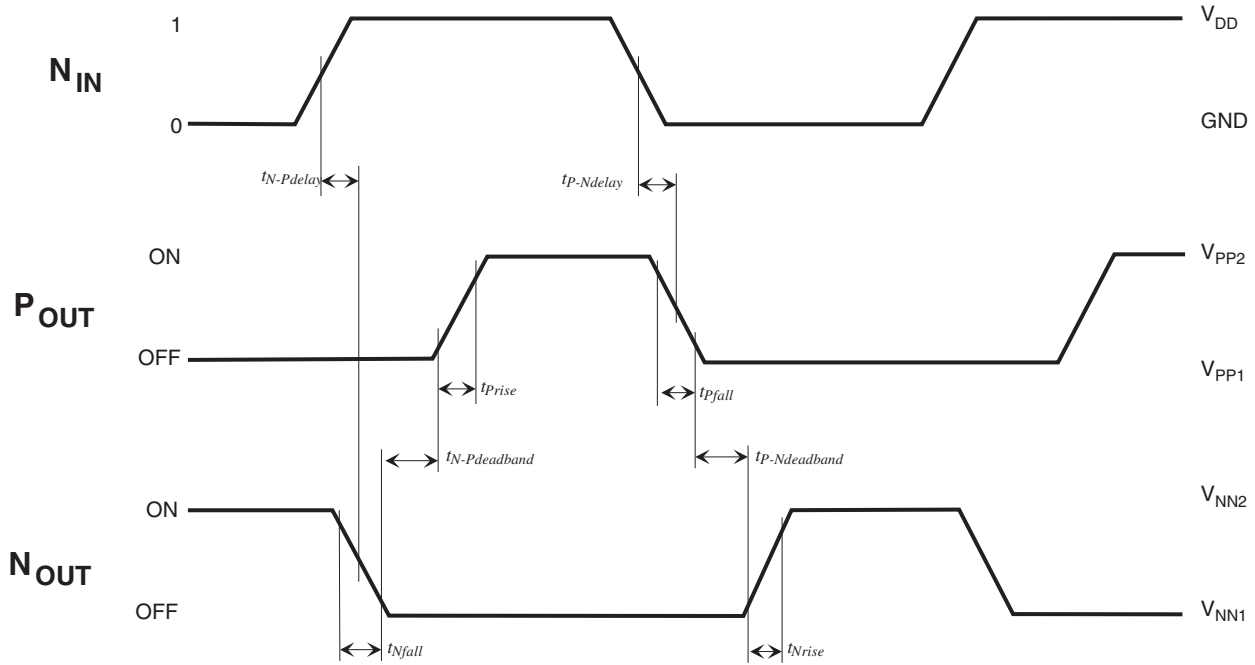 1
V_DD
N_IN
0
GND
t_N-Pdelay
t_P-Ndelay
ON
V_PP2
P_OUT
OFF
V_PP1
t_Prise
t_Pfall
t_N-Pdeadband
t_P-Ndeadband
ON
V_NN2
N_OUT
OFF
V_NN1
t_Nfall
t_Nrise